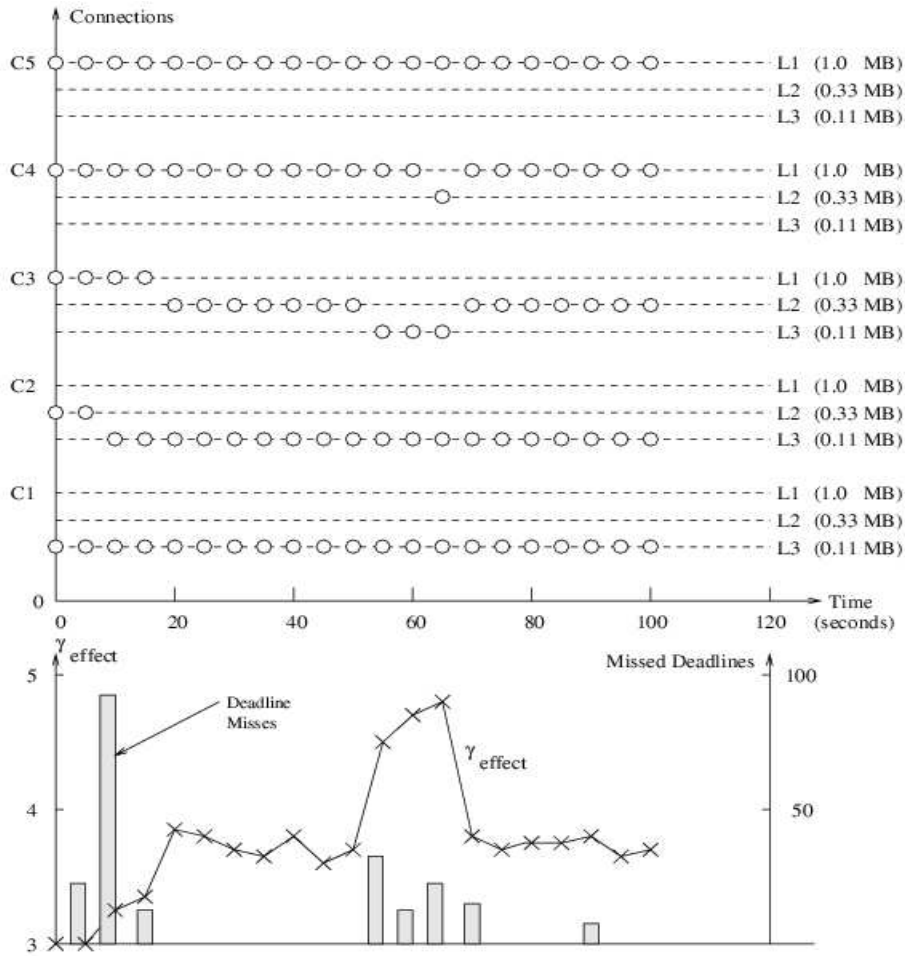 Connections
C5
L1 (1.0 MB)
L2 (0.33 MB)
L3 (0.11 MB)
C4
L1 (1.0 MB)
L2 (0.33 MB)
L3 (0.11 MB)
C3
L1 (1.0 MB)
L2 (0.33 MB)
L3 (0.11 MB)
C2
L1 (1.0 MB)
L2 (0.33 MB)
L3 (0.11 MB)
C1
L1 (1.0 MB)
L2 (0.33 MB)
L3 (0.11 MB)
0
Time
(seconds)
0 20 40 60 80 100 120
γ effect
Missed Deadlines
5
100
Deadline
Misses
γ effect
4
50
3